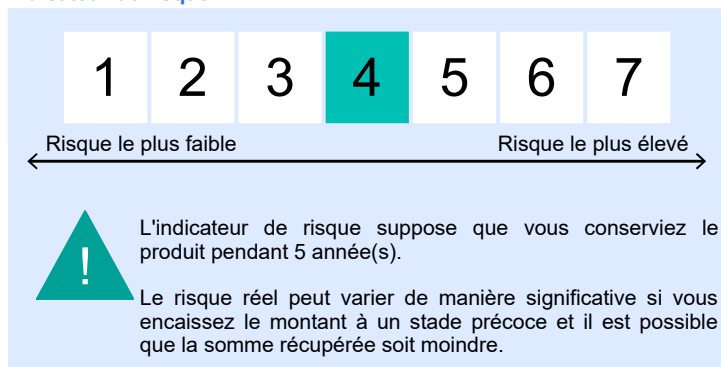 1 2 3 4 5 6 7
Risque le plus faible Risque le plus élevé
! L'indicateur de risque suppose que vous conserviez le
produit pendant 5 année(s).
Le risque réel peut varier de manière significative si vous
encaissez le montant à un stade précoce et il est possible
que la somme récupérée soit moindre.